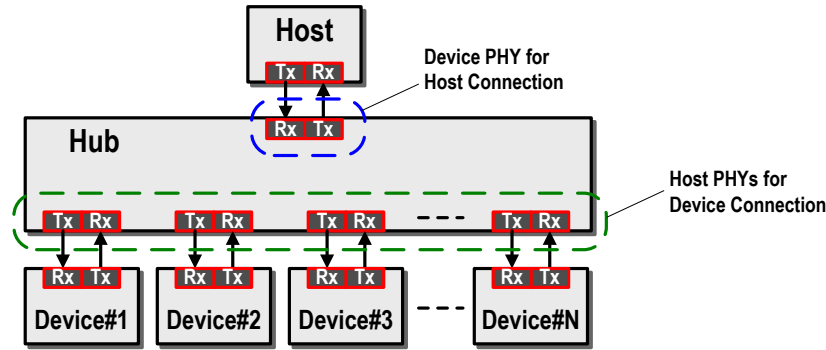 Host
Tx Rx
Device PHY for
Host Connection
Rx Tx
Hub
Host PHYs for
Device Connection
Tx Rx Tx Rx Tx Rx Tx Rx
Rx Tx Rx Tx Rx Tx Rx Tx
Device#1 Device#2 Device#3 Device#N